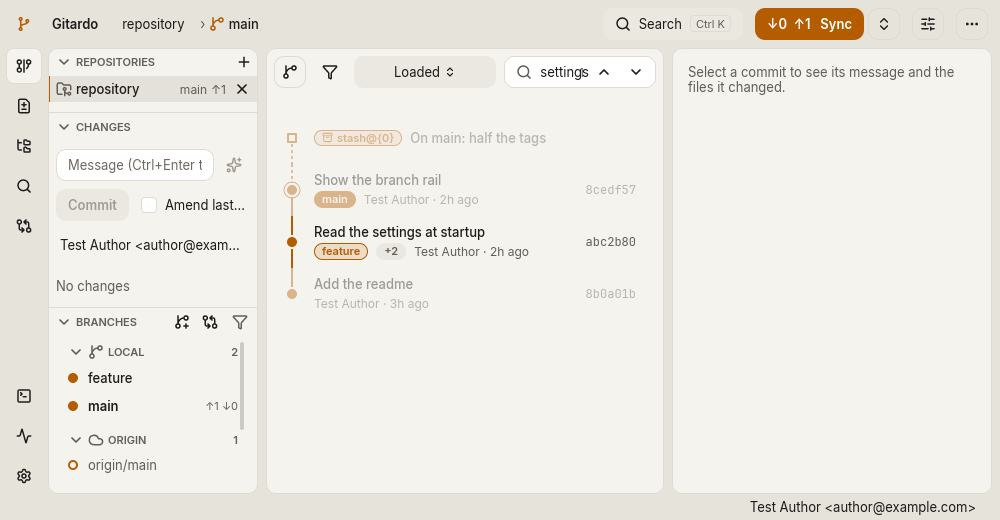 Gitardo
repository
main
Search
Ctrl K
↓0 ↑1 Sync
REPOSITORIES
repository
main ↑1
CHANGES
Message (Ctrl+Enter t
Commit
Amend last...
Test Author <author@exam...
No changes
BRANCHES
LOCAL
2
feature
main
↑1 ↓0
ORIGIN
1
origin/main
Loaded
settings
stash@{0} On main: half the tags
Show the branch rail
8cedf57
main Test Author · 2h ago
Read the settings at startup
abc2b80
feature +2 Test Author · 2h ago
Add the readme
8b0a01b
Test Author · 3h ago
Select a commit to see its message and the
files it changed.
Test Author <author@example.com>